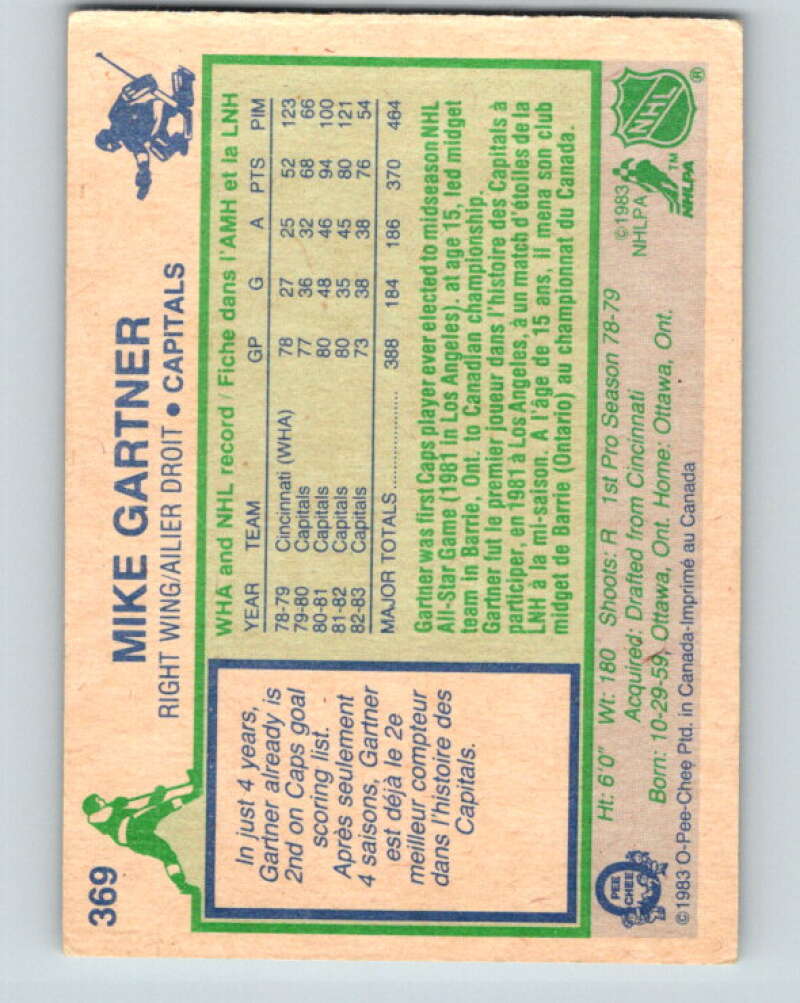 369
MIKE GARTNER
RIGHT WING/AILIER DROIT • CAPITALS
In just 4 years,
Gartner already is
2nd on Caps goal
scoring list.
Après seulement
4 saisons, Gartner
est déjà le 2e
meilleur compteur
dans l'histoire des
Capitals.
WHA and NHL record / Fiche dans l'AMH et la LNH
YEAR TEAM GP G A PTS PIM
78-79 Cincinnati (WHA) 78 27 25 52 123
79-80 Capitals 77 36 32 68 66
80-81 Capitals 80 48 46 94 100
81-82 Capitals 80 35 45 80 121
82-83 Capitals 73 38 38 76 54
MAJOR TOTALS .................. 388 184 186 370 464
Gartner was first Caps player ever elected to midseason NHL
All-Star Game (1981 in Los Angeles). at age 15, led midget
team in Barrie, Ont. to Canadian championship.
Gartner fut le premier joueur dans l'histoire des Capitals à
participer, en 1981 à Los Angeles, à un match d'étoiles de la
LNH à la mi-saison. A l'âge de 15 ans, il mena son club
midget de Barrie (Ontario) au championnat du Canada.
Ht: 6'0" Wt: 180 Shoots: R 1st Pro Season 78-79
Acquired: Drafted from Cincinnati
Born: 10-29-59, Ottawa, Ont. Home: Ottawa, Ont.
© 1983 O-Pee-Chee Ptd. in Canada-Imprimé au Canada
PEE
CHEE
© 1983
NHLPA
NHLPA
TM
NHL
®